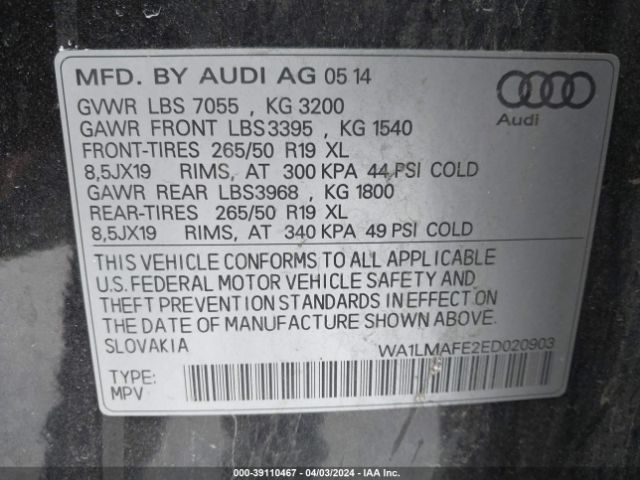 MFD. BY AUDI AG 05 14
GVWR LBS 7055 , KG 3200
GAWR FRONT LBS3395 , KG 1540
FRONT-TIRES 265/50 R19 XL
8,5JX19 RIMS, AT 300 KPA 44 PSI COLD
GAWR REAR LBS3968 , KG 1800
REAR-TIRES 265/50 R19 XL
8,5JX19 RIMS, AT 340 KPA 49 PSI COLD
Audi
THIS VEHICLE CONFORMS TO ALL APPLICABLE
U.S. FEDERAL MOTOR VEHICLE SAFETY AND
THEFT PREVENTION STANDARDS IN EFFECT ON
THE DATE OF MANUFACTURE SHOWN ABOVE.
SLOVAKIA WA1LMAFE2ED020903
TYPE:
MPV
000-39110467 - 04/03/2024 - IAA Inc.